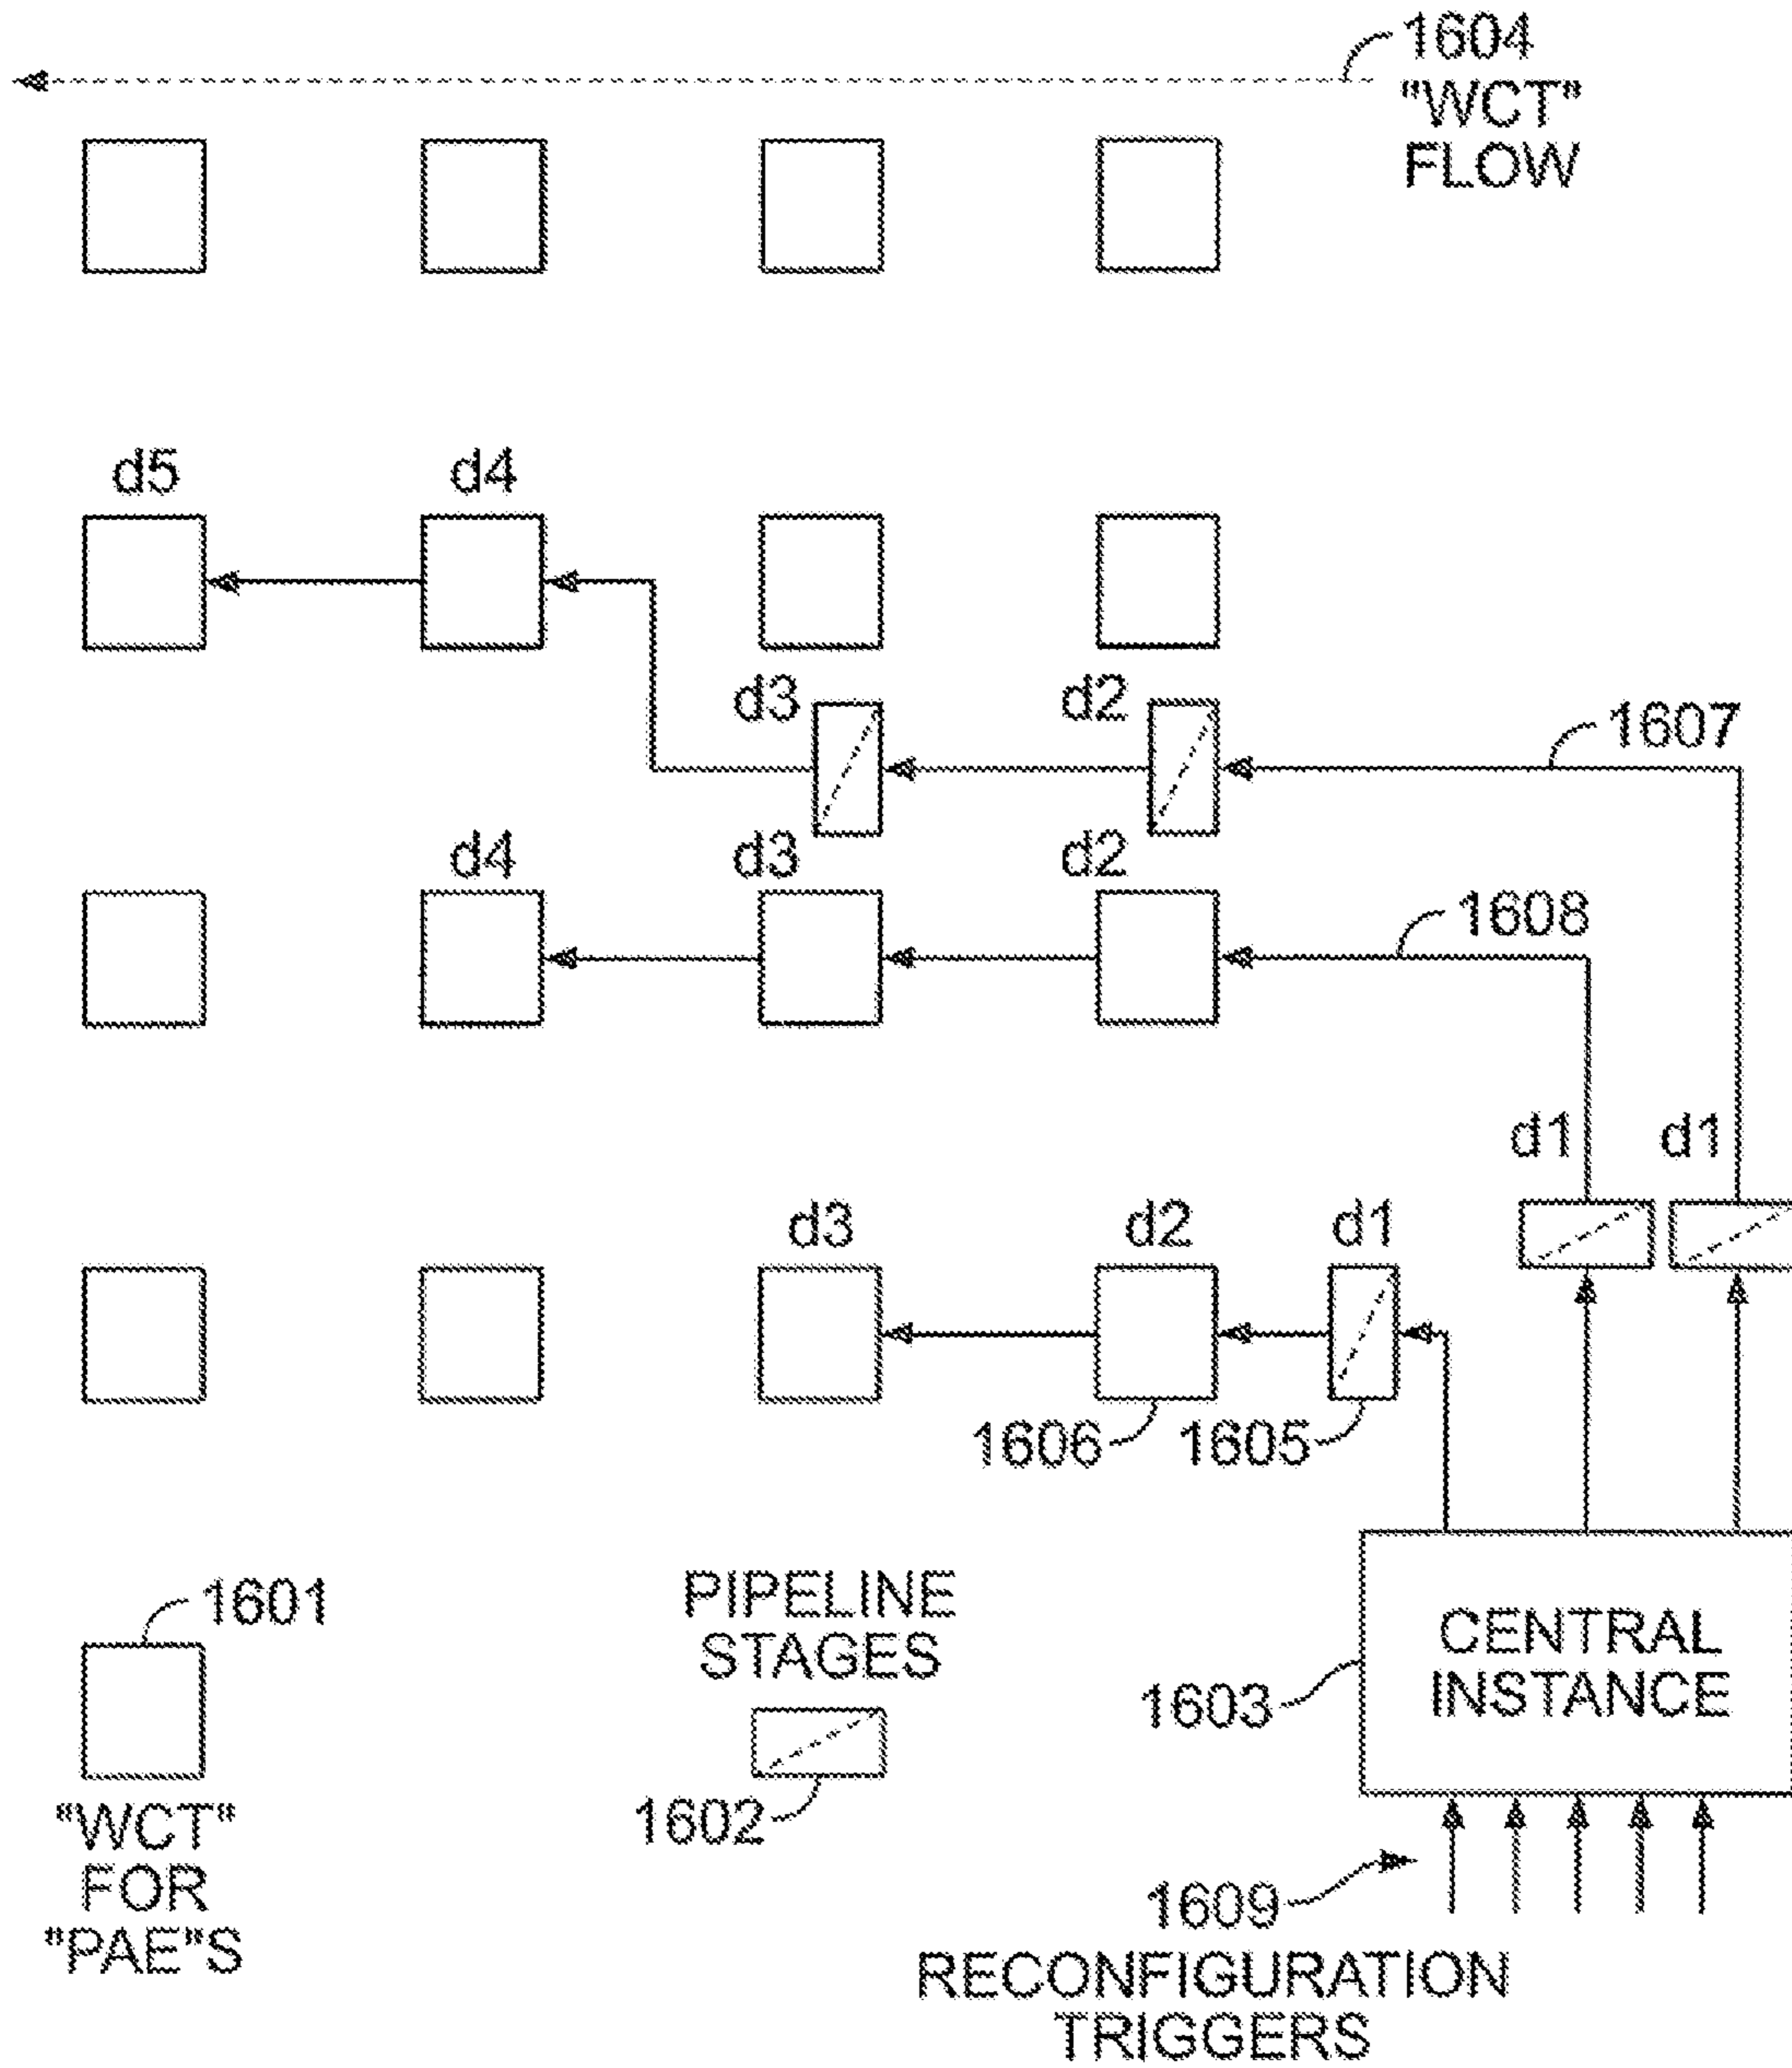 1604
"WCT"
FLOW
d5 d4
d3 d2
1607
d4 d3 d2
1608
d1 d1
d3 d2 d1
1606 1605
1601
PIPELINE
STAGES
CENTRAL
INSTANCE
1603
1602
"WCT"
FOR
"PAE"S
1609
RECONFIGURATION
TRIGGERS